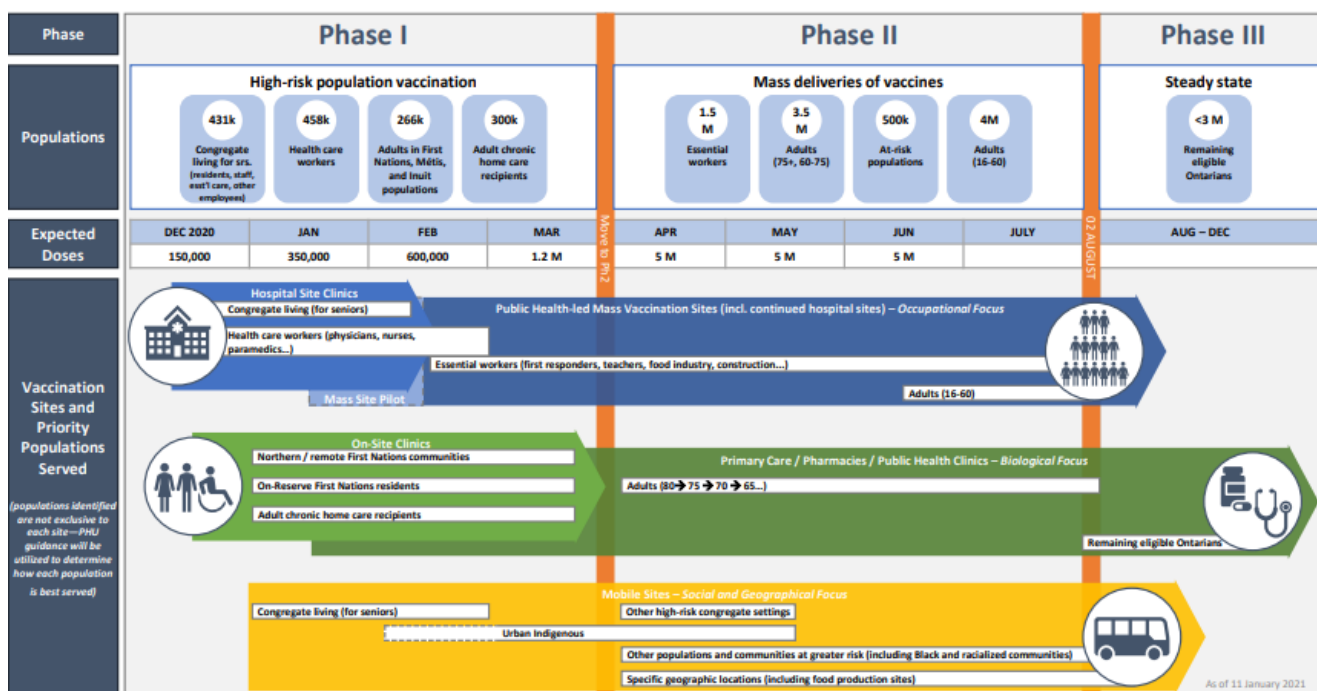 Phase
Phase I
Phase II
Phase III
Populations
High-risk population vaccination
431k
Congregate
living for srs.
(residents, staff,
esst'l care, other
employees)
458k
Health care
workers
266k
Adults in First
Nations, Métis,
and Inuit
populations
300k
Adult chronic
home care
recipients
Mass deliveries of vaccines
1.5
M
Essential
workers
3.5
M
Adults
(75+, 60-75)
500k
At-risk
populations
4M
Adults
(16-60)
Steady state
<3 M
Remaining
eligible
Ontarians
Move to Ph2
02 AUGUST
Expected
Doses
DEC 2020 JAN FEB MAR APR MAY JUN JULY AUG – DEC
150,000 350,000 600,000 1.2 M 5 M 5 M 5 M
Vaccination
Sites and
Priority
Populations
Served
(populations identified
are not exclusive to
each site—PHU
guidance will be
utilized to determine
how each population
is best served)
Hospital Site Clinics
Congregate living (for seniors)
Health care workers (physicians, nurses,
paramedics...)
Mass Site Pilot
Public Health-led Mass Vaccination Sites (incl. continued hospital sites) – Occupational Focus
Essential workers (first responders, teachers, food industry, construction...)
Adults (16-60)
On-Site Clinics
Northern / remote First Nations communities
On-Reserve First Nations residents
Adult chronic home care recipients
Primary Care / Pharmacies / Public Health Clinics – Biological Focus
Adults (80➔ 75 ➔ 70 ➔ 65...)
Remaining eligible Ontarians
Mobile Sites – Social and Geographical Focus
Congregate living (for seniors)
Other high-risk congregate settings
Urban Indigenous
Other populations and communities at greater risk (including Black and racialized communities)
Specific geographic locations (including food production sites)
As of 11 January 2021